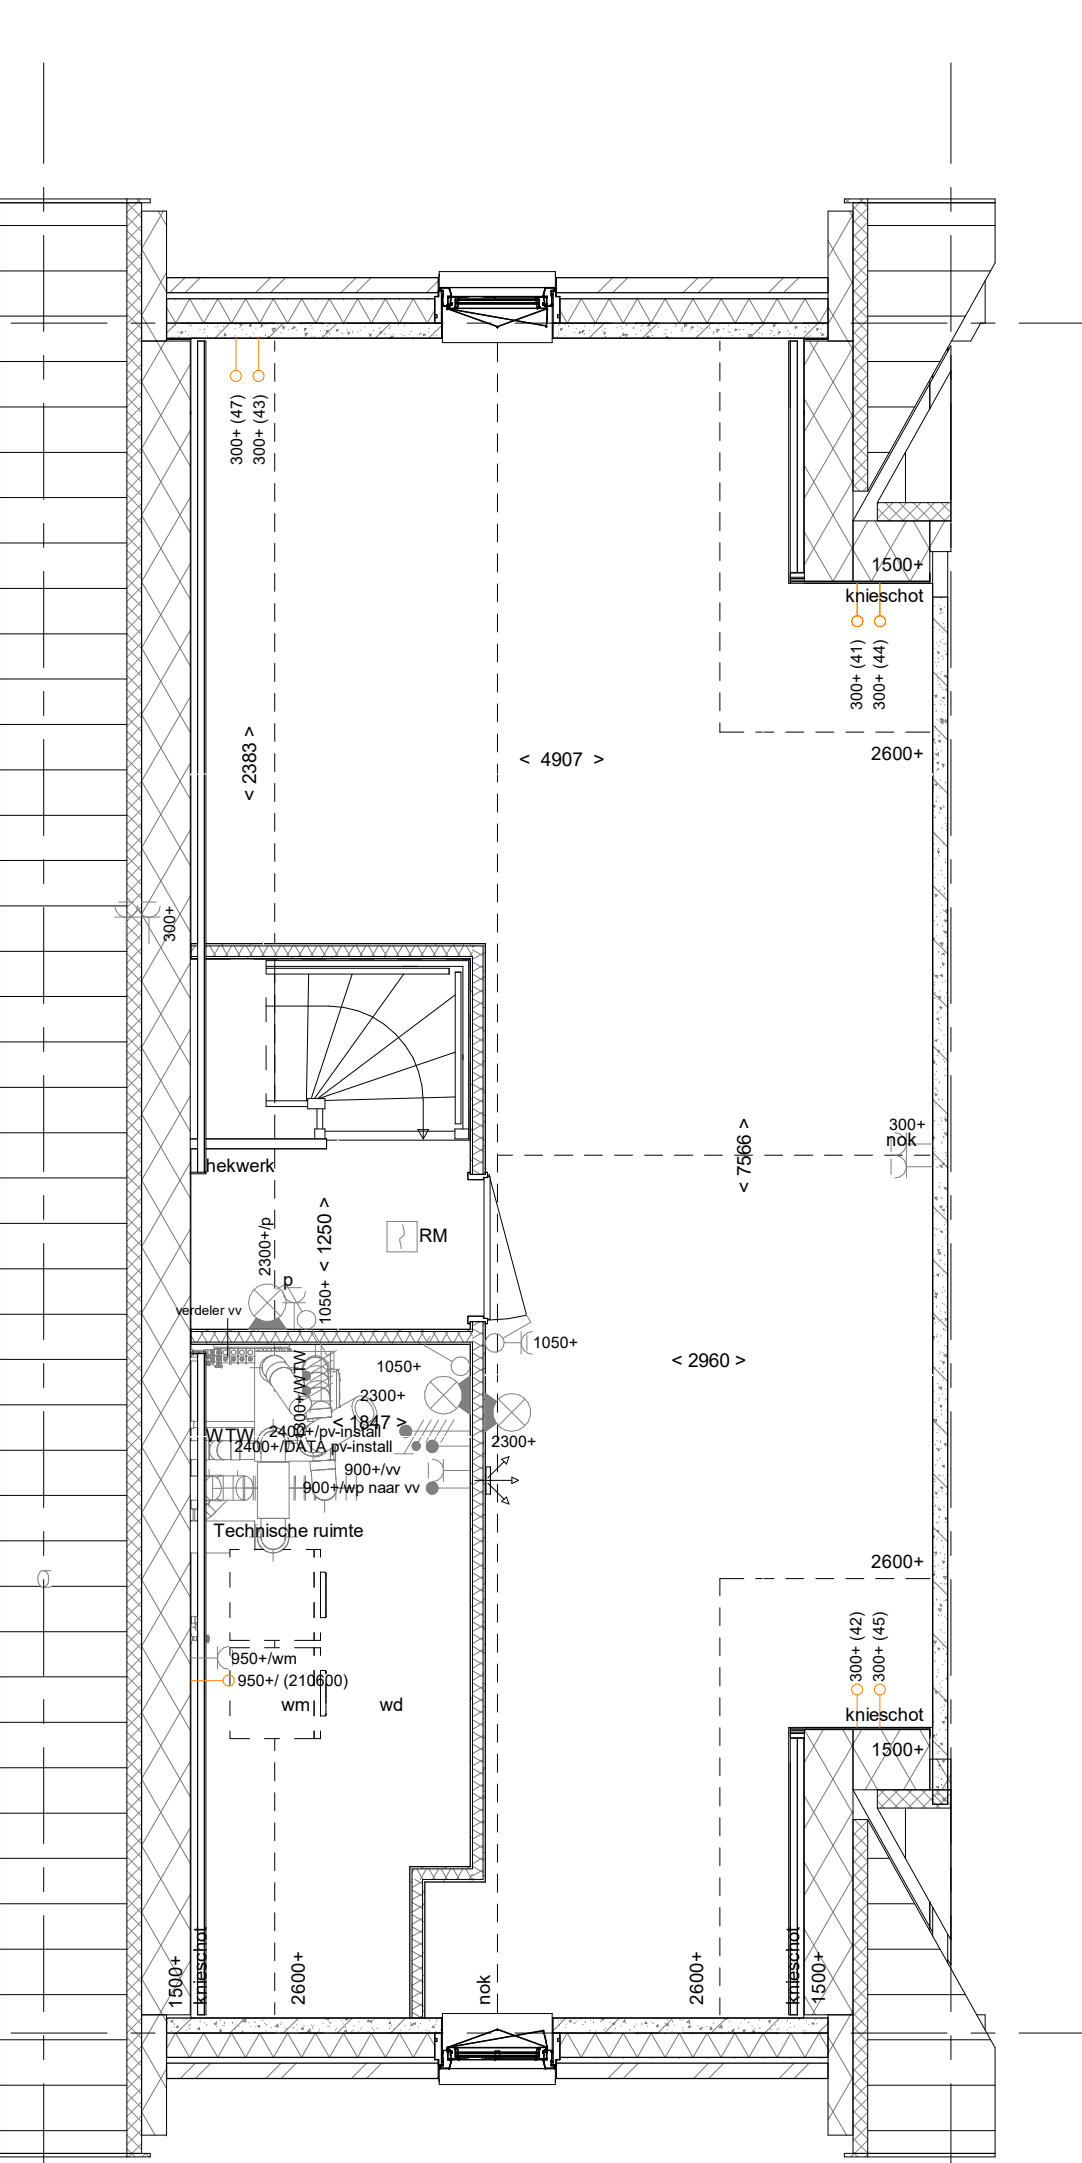 300+ (47)
300+ (43)
1500+
knieschot
300+ (41)
300+ (44)
< 2383 >
< 4907 >
2600+
300+
300+
nok
< 7566 >
hekwerk
2300+/p
< 1250 >
1050+
RM
p
verdeler vv
1050+
1050+
< 2960 >
2300+
300+/WTW
< 1847 >
WTW
2400+/pv-install
2400+/DATA pv-install
2300+
900+/vv
900+/wp naar vv
Technische ruimte
2600+
300+ (42)
300+ (45)
950+/wm
950+/ (210600)
wm
wd
knieschot
1500+
1500+
knieschot
2600+
nok
2600+
knieschot
1500+